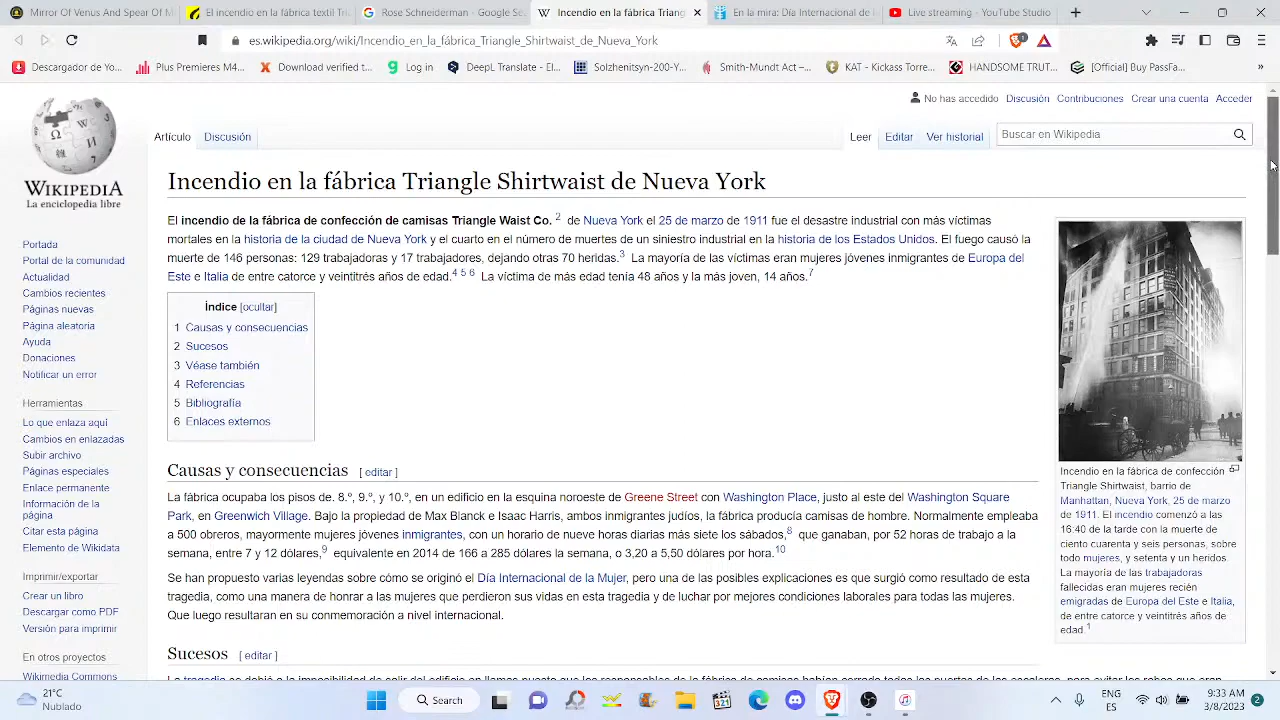 Mirror Of Venus And Spear Of M
Incendio en la fábrica textil Tri
Rose Schneiderman - Google Se
Incendio en la fábrica Triang
En la mira: Día Internacional de l
Live streaming - YouTube Studio
es.wikipedia.org/wiki/Incendio_en_la_fábrica_Triangle_Shirtwaist_de_Nueva_York
Descargador de Yo...
Plus Premieres M4...
Download verified t...
Log in
DeepL Translate - El...
Solzhenitsyn-200-Y...
Smith-Mundt Act –...
KAT - Kickass Torre...
HANDSOME TRUT...
[Official] Buy PassFa...
»
No has accedido Discusión Contribuciones Crear una cuenta Acceder
Artículo Discusión
Leer Editar Ver historial
Buscar en Wikipedia
WIKIPEDIA
La enciclopedia libre
Portada
Portal de la comunidad
Actualidad
Cambios recientes
Páginas nuevas
Página aleatoria
Ayuda
Donaciones
Notificar un error
Herramientas
Lo que enlaza aquí
Cambios en enlazadas
Subir archivo
Páginas especiales
Enlace permanente
Información de la
página
Citar esta página
Elemento de Wikidata
Imprimir/exportar
Crear un libro
Descargar como PDF
Versión para imprimir
En otros proyectos
Wikimedia Commons
Incendio en la fábrica Triangle Shirtwaist de Nueva York
El incendio de la fábrica de confección de camisas Triangle Waist Co. 2 de Nueva York el 25 de marzo de 1911 fue el desastre industrial con más víctimas
mortales en la historia de la ciudad de Nueva York y el cuarto en el número de muertes de un siniestro industrial en la historia de los Estados Unidos. El fuego causó la
muerte de 146 personas: 129 trabajadoras y 17 trabajadores, dejando otras 70 heridas.3 La mayoría de las víctimas eran mujeres jóvenes inmigrantes de Europa del
Este e Italia de entre catorce y veintitrés años de edad.4 5 6 La víctima de más edad tenía 48 años y la más joven, 14 años.7
Índice [ocultar]
1 Causas y consecuencias
2 Sucesos
3 Véase también
4 Referencias
5 Bibliografía
6 Enlaces externos
Causas y consecuencias [ editar ]
La fábrica ocupaba los pisos de. 8.º, 9.º, y 10.º, en un edificio en la esquina noroeste de Greene Street con Washington Place, justo al este del Washington Square
Park, en Greenwich Village. Bajo la propiedad de Max Blanck e Isaac Harris, ambos inmigrantes judíos, la fábrica producía camisas de hombre. Normalmente empleaba
a 500 obreros, mayormente mujeres jóvenes inmigrantes, con un horario de nueve horas diarias más siete los sábados,8 que ganaban, por 52 horas de trabajo a la
semana, entre 7 y 12 dólares,9 equivalente en 2014 de 166 a 285 dólares la semana, o 3,20 a 5,50 dólares por hora.10
Se han propuesto varias leyendas sobre cómo se originó el Día Internacional de la Mujer, pero una de las posibles explicaciones es que surgió como resultado de esta
tragedia, como una manera de honrar a las mujeres que perdieron sus vidas en esta tragedia y de luchar por mejores condiciones laborales para todas las mujeres.
Que luego resultaran en su conmemoración a nivel internacional.
Sucesos [ editar ]
Incendio en la fábrica de confección
Triangle Shirtwaist, barrio de
Manhattan, Nueva York, 25 de marzo
de 1911. El incendio comenzó a las
16:40 de la tarde con la muerte de
ciento cuarenta y seis personas, sobre
todo mujeres, y setenta y un heridos.
La mayoría de las trabajadoras
fallecidas eran mujeres recién
emigradas de Europa del Este e Italia,
de entre catorce y veintitrés años de
edad.1
21°C
Nublado
Search
321
ENG
ES
9:33 AM
3/8/2023
2